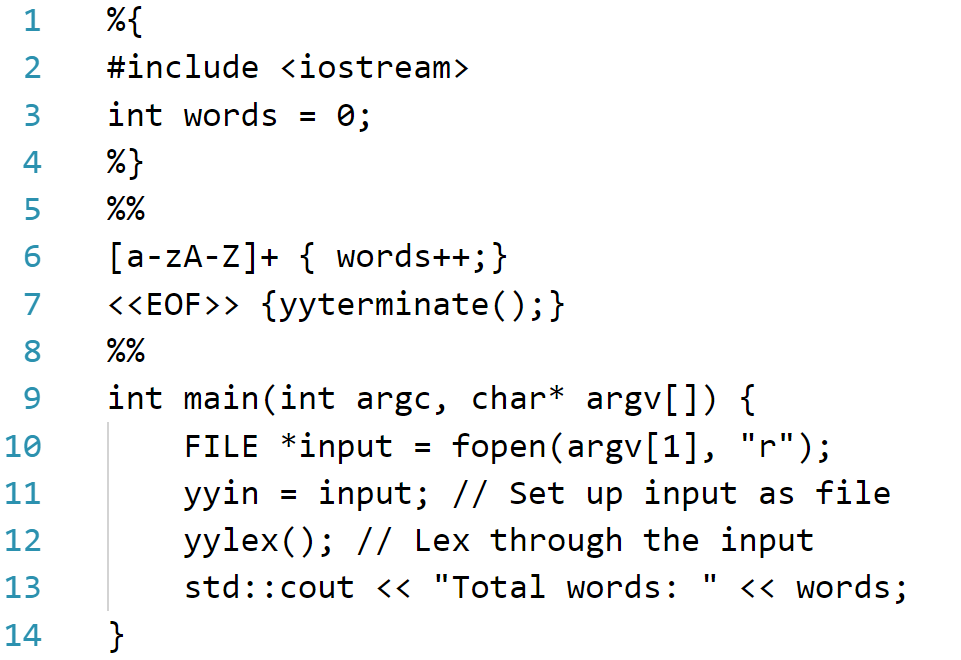 1 %{
2 #include <iostream>
3 int words = 0;
4 %}
5 %%
6 [a-zA-Z]+ { words++;}
7 <<EOF>> {yyterminate();}
8 %%
9 int main(int argc, char* argv[]) {
10 FILE *input = fopen(argv[1], "r");
11 yyin = input; // Set up input as file
12 yylex(); // Lex through the input
13 std::cout << "Total words: " << words;
14 }